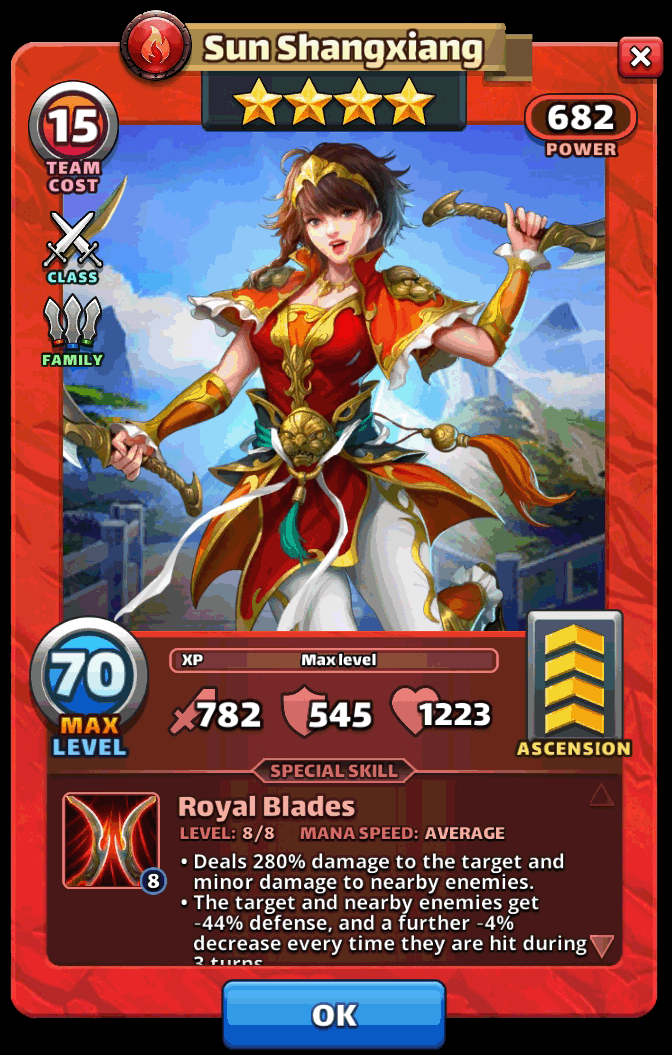 Sun Shangxiang
15
TEAM
COST
682
POWER
CLASS
FAMILY
70
MAX
LEVEL
XP Max level
782 545 1223
ASCENSION
SPECIAL SKILL
Royal Blades
LEVEL: 8/8 MANA SPEED: AVERAGE
8
• Deals 280% damage to the target and
minor damage to nearby enemies.
• The target and nearby enemies get
-44% defense, and a further -4%
decrease every time they are hit during
3 turns
OK